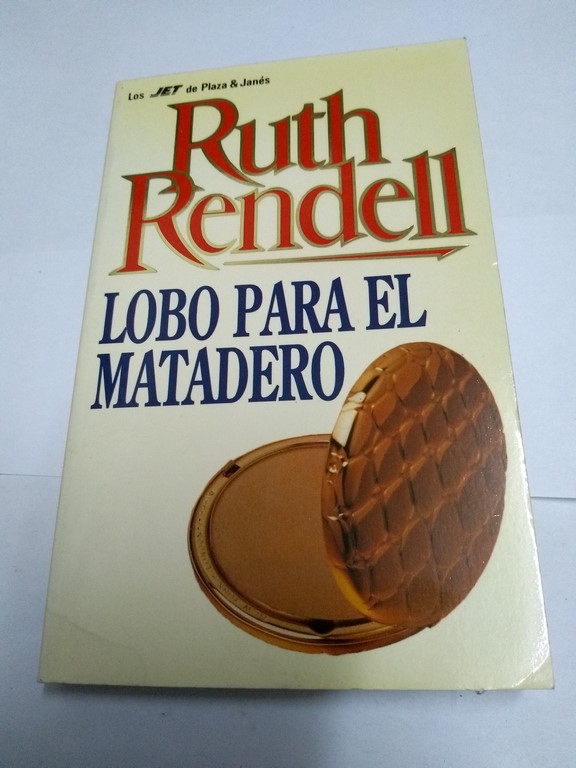 Los JET de Plaza & Janés
Ruth
Rendell
LOBO PARA EL
MATADERO